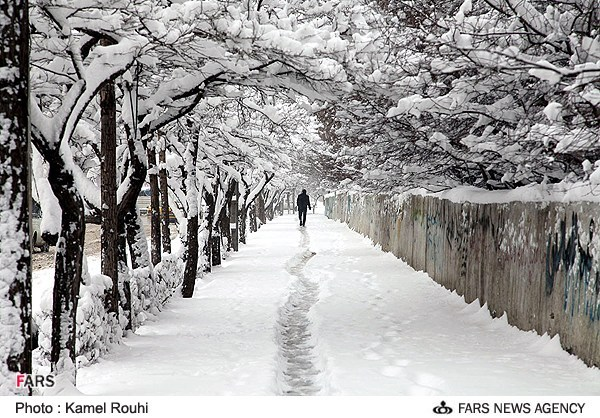 FARS
Photo : Kamel Rouhi
FARS NEWS AGENCY